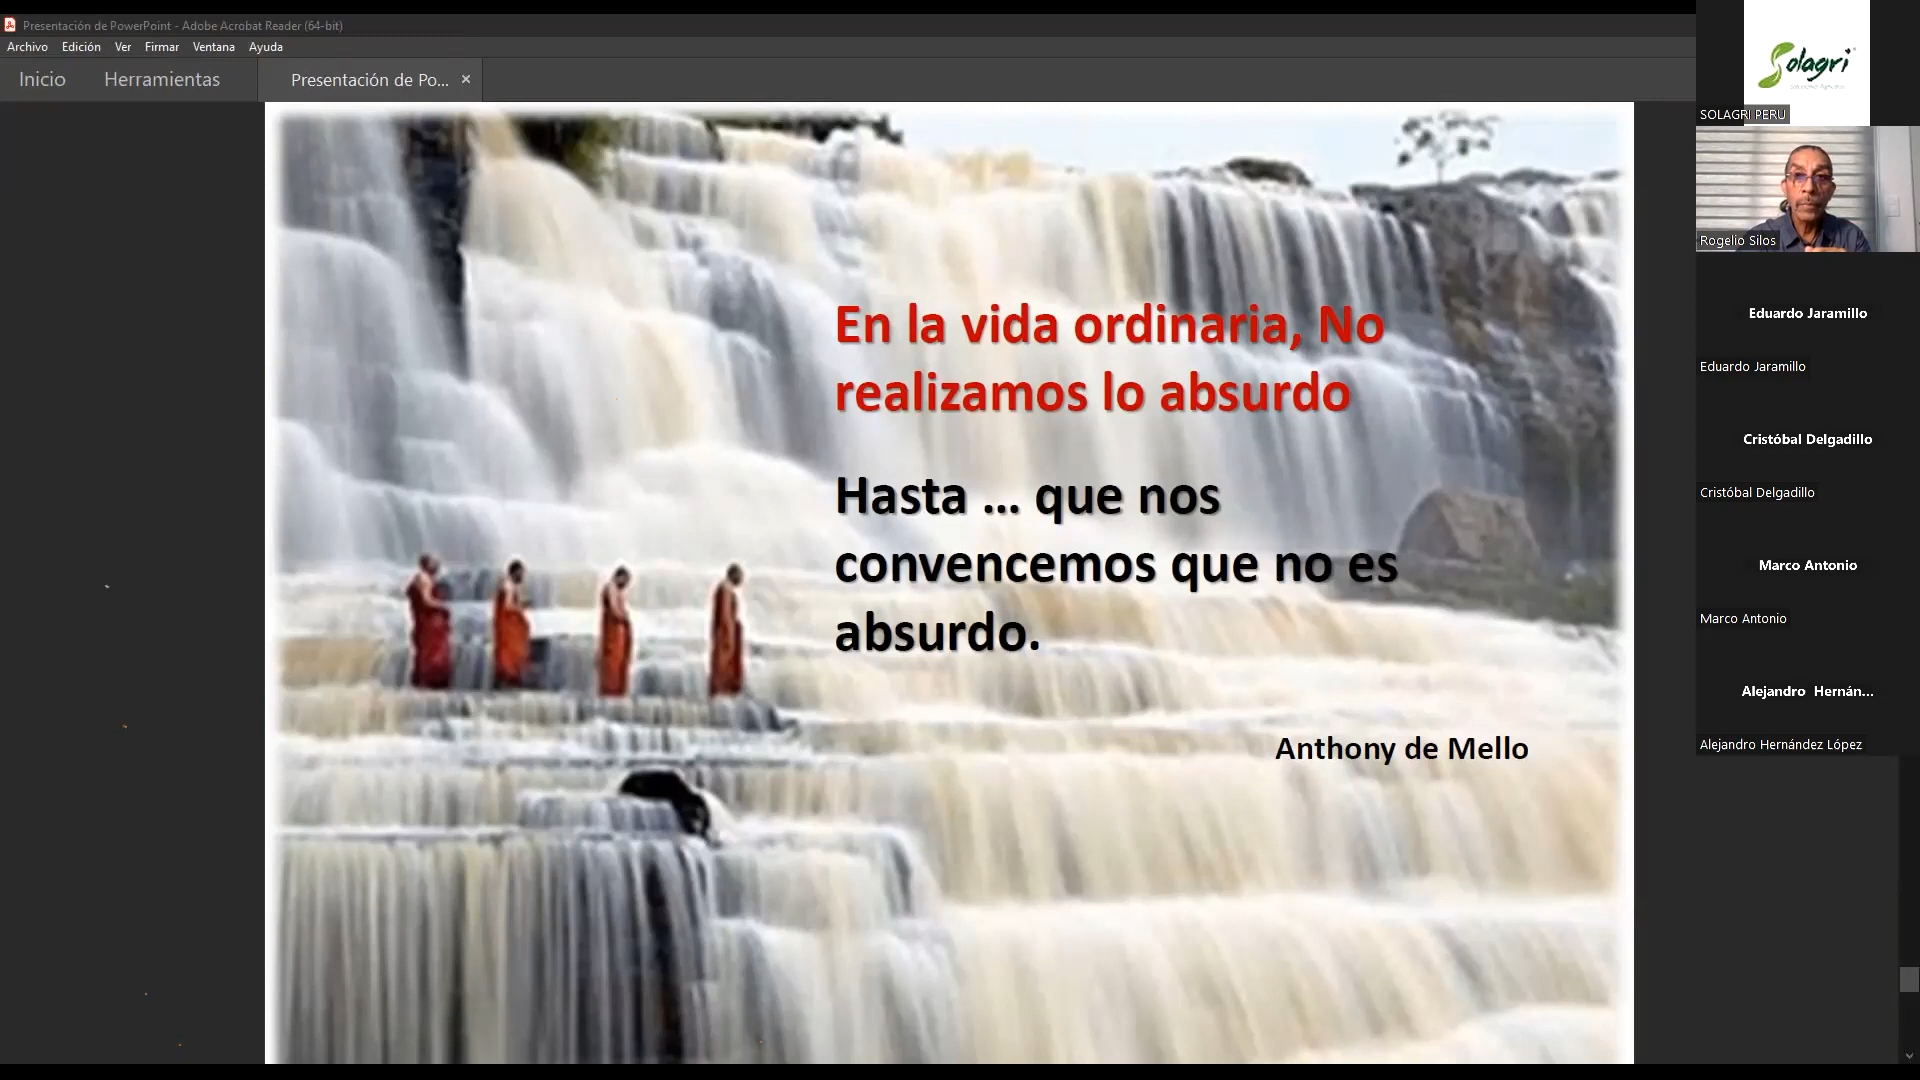 Presentación de PowerPoint - Adobe Acrobat Reader (64-bit)
Archivo Edición Ver Firmar Ventana Ayuda
Inicio Herramientas Presentación de Po... ×
En la vida ordinaria, No
realizamos lo absurdo
Hasta ... que nos
convencemos que no es
absurdo.
Anthony de Mello
Solagri
SOLAGRI PERU
Rogelio Silos
Eduardo Jaramillo
Eduardo Jaramillo
Cristóbal Delgadillo
Cristóbal Delgadillo
Marco Antonio
Marco Antonio
Alejandro Hernán...
Alejandro Hernández López